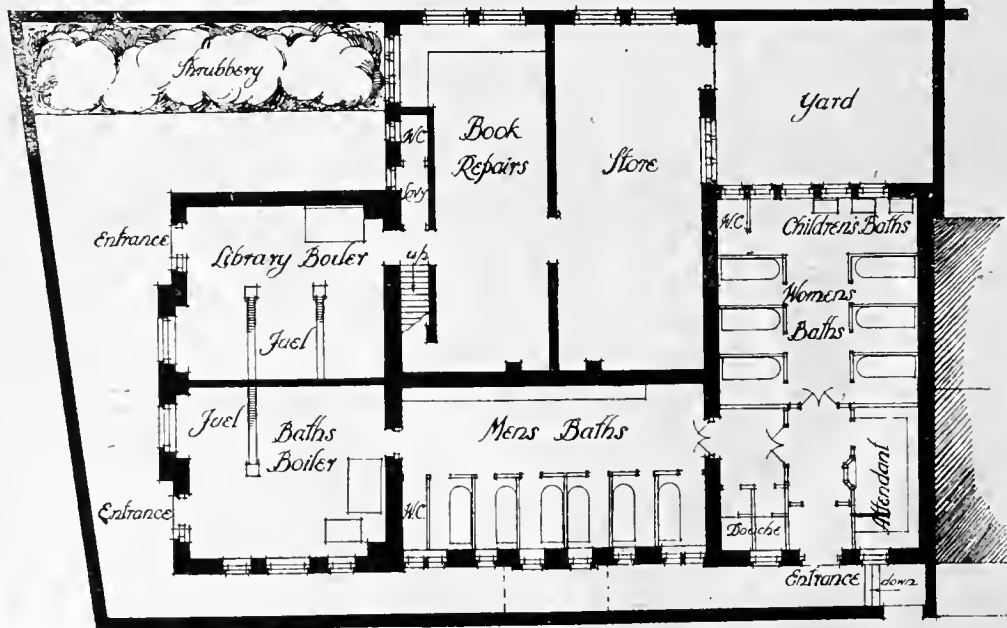 Shrubbery
Yard
W.C.
Book
Repairs
Store
Lavy
W.C.
Childrens Baths
Entrance
Library Boiler
up
Womens
Baths
Fuel
Fuel
Baths
Boiler
Mens Baths
Attendant
Entrance
W.C.
Douche
Entrance
down